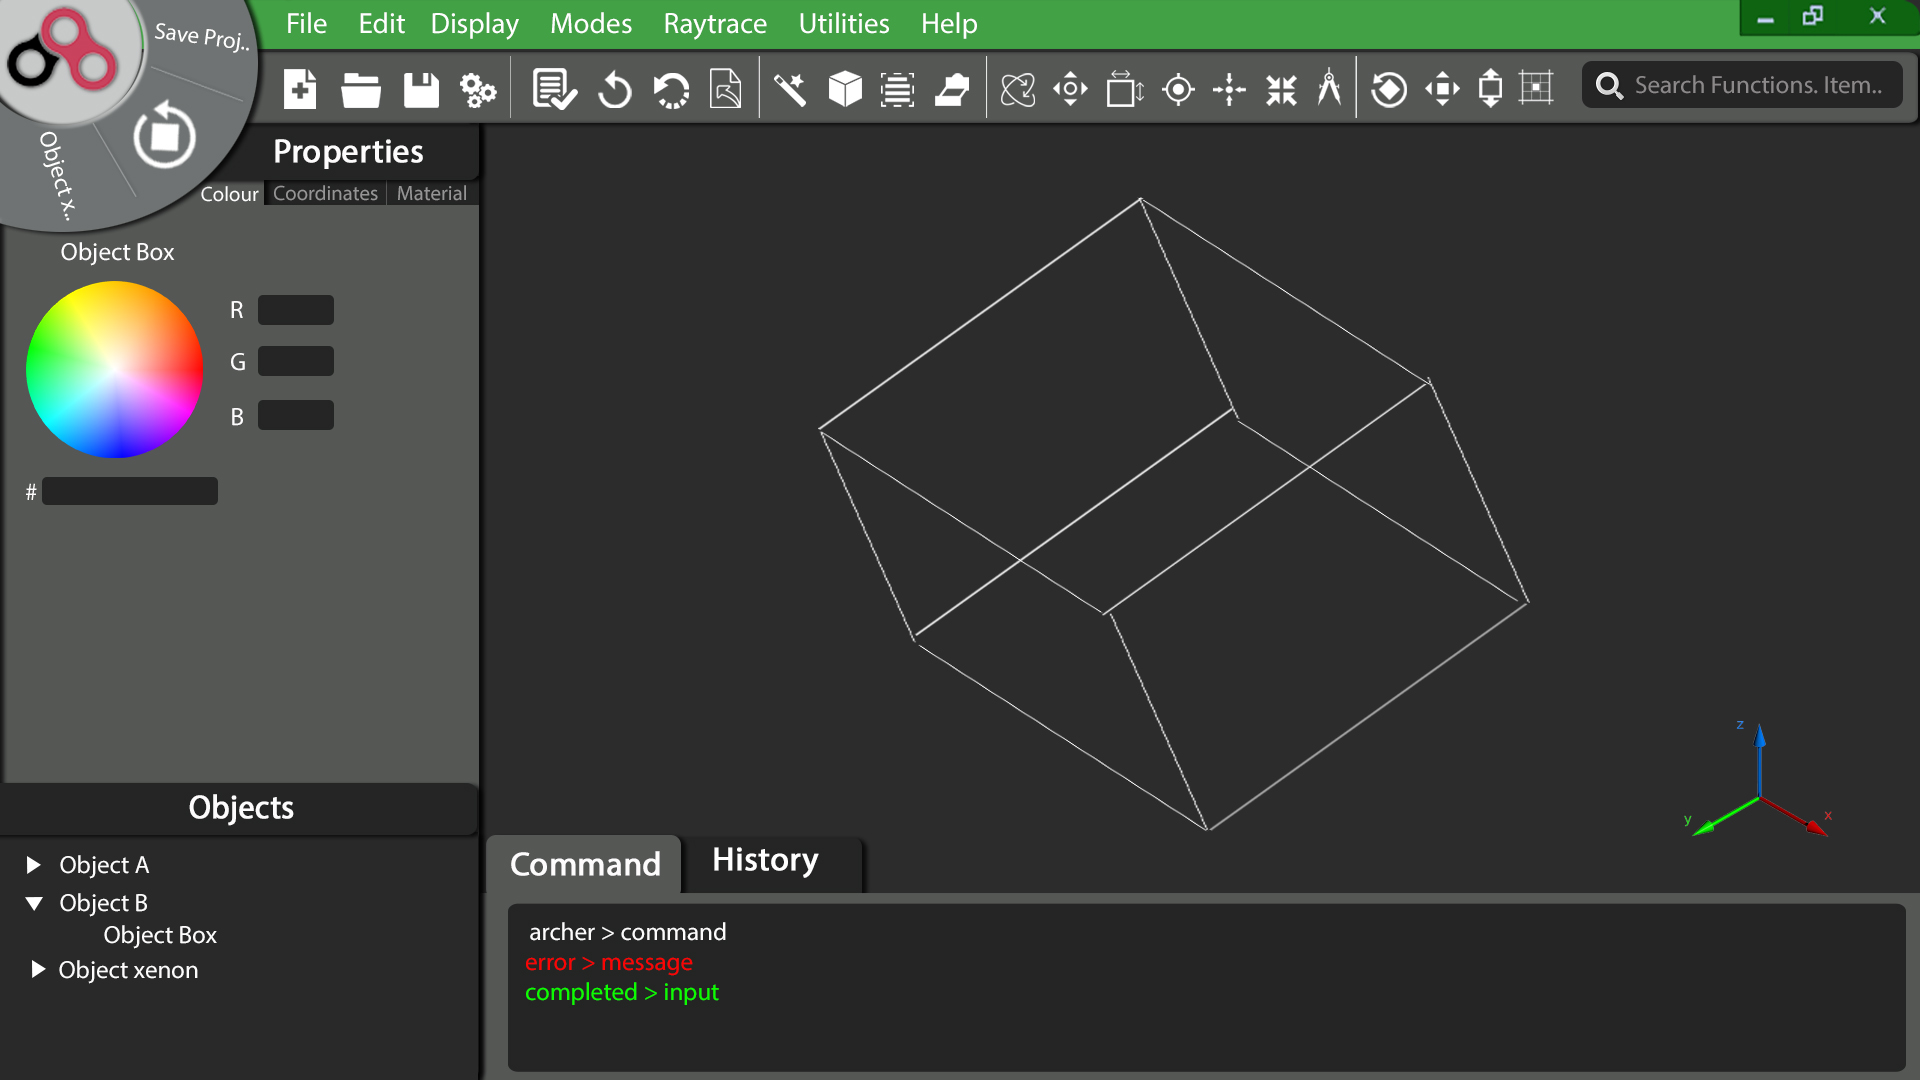 File Edit Display Modes Raytrace Utilities Help
Save Proj..
Object x..
Search Functions. Item..
Properties
Colour Coordinates Material
Object Box
R
G
B
#
Objects
Object A
Object B
Object Box
Object xenon
z
y
x
Command History
archer > command
error > message
completed > input